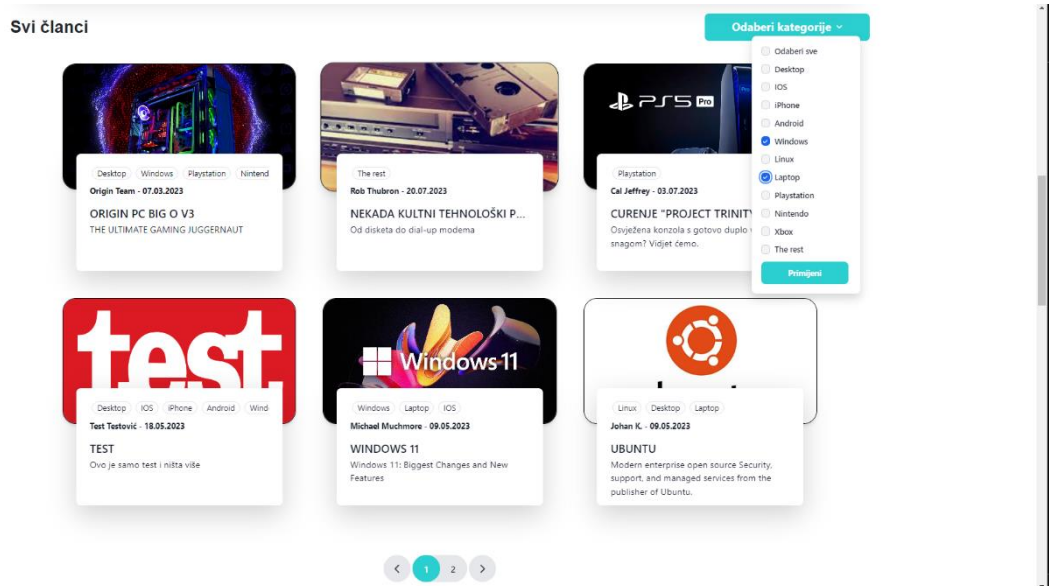 Svi članci
Odaberi kategorije
Odaberi sve
Desktop
IOS
iPhone
Android
Windows
Linux
Laptop
Playstation
Nintendo
Xbox
The rest
Primijeni
Desktop Windows Playstation Nintend
Origin Team - 07.03.2023
ORIGIN PC BIG O V3
THE ULTIMATE GAMING JUGGERNAUT
The rest
Rob Thubron - 20.07.2023
NEKADA KULTNI TEHNOLOŠKI P...
Od disketa do dial-up modema
PS5 Pro
Playstation
Cal Jeffrey - 03.07.2023
CURENJE "PROJECT TRINITY
Osvježena konzola s gotovo duplo
snagom? Vidjet ćemo.
test
Desktop IOS iPhone Android Wind
Test Testović - 18.05.2023
TEST
Ovo je samo test i ništa više
Windows 11
Windows Laptop IOS
Michael Muchmore - 09.05.2023
WINDOWS 11
Windows 11: Biggest Changes and New
Features
Linux Desktop Laptop
Johan K. - 09.05.2023
UBUNTU
Modern enterprise open source Security,
support, and managed services from the
publisher of Ubuntu.
1 2